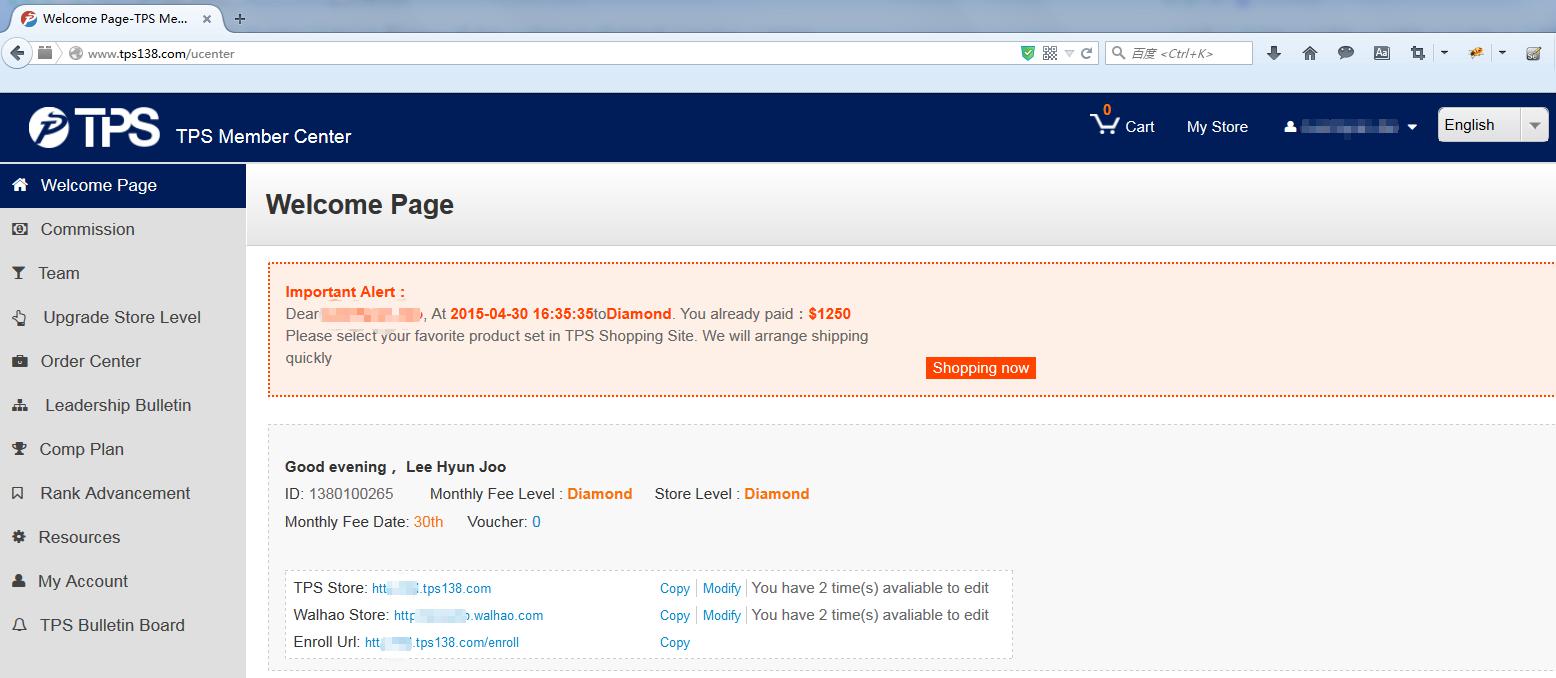 Welcome Page-TPS Me...
www.tps138.com/ucenter
百度 <Ctrl+K>
TPS TPS Member Center
0
Cart
My Store
English
Welcome Page
Commission
Team
Upgrade Store Level
Order Center
Leadership Bulletin
Comp Plan
Rank Advancement
Resources
My Account
TPS Bulletin Board
Welcome Page
Important Alert :
Dear , At 2015-04-30 16:35:35toDiamond. You already paid：$1250
Please select your favorite product set in TPS Shopping Site. We will arrange shipping
quickly
Shopping now
Good evening， Lee Hyun Joo
ID: 1380100265 Monthly Fee Level : Diamond Store Level : Diamond
Monthly Fee Date: 30th Voucher: 0
TPS Store: htt .tps138.com Copy Modify You have 2 time(s) avaliable to edit
Walhao Store: http .walhao.com Copy Modify You have 2 time(s) avaliable to edit
Enroll Url: htt .tps138.com/enroll Copy